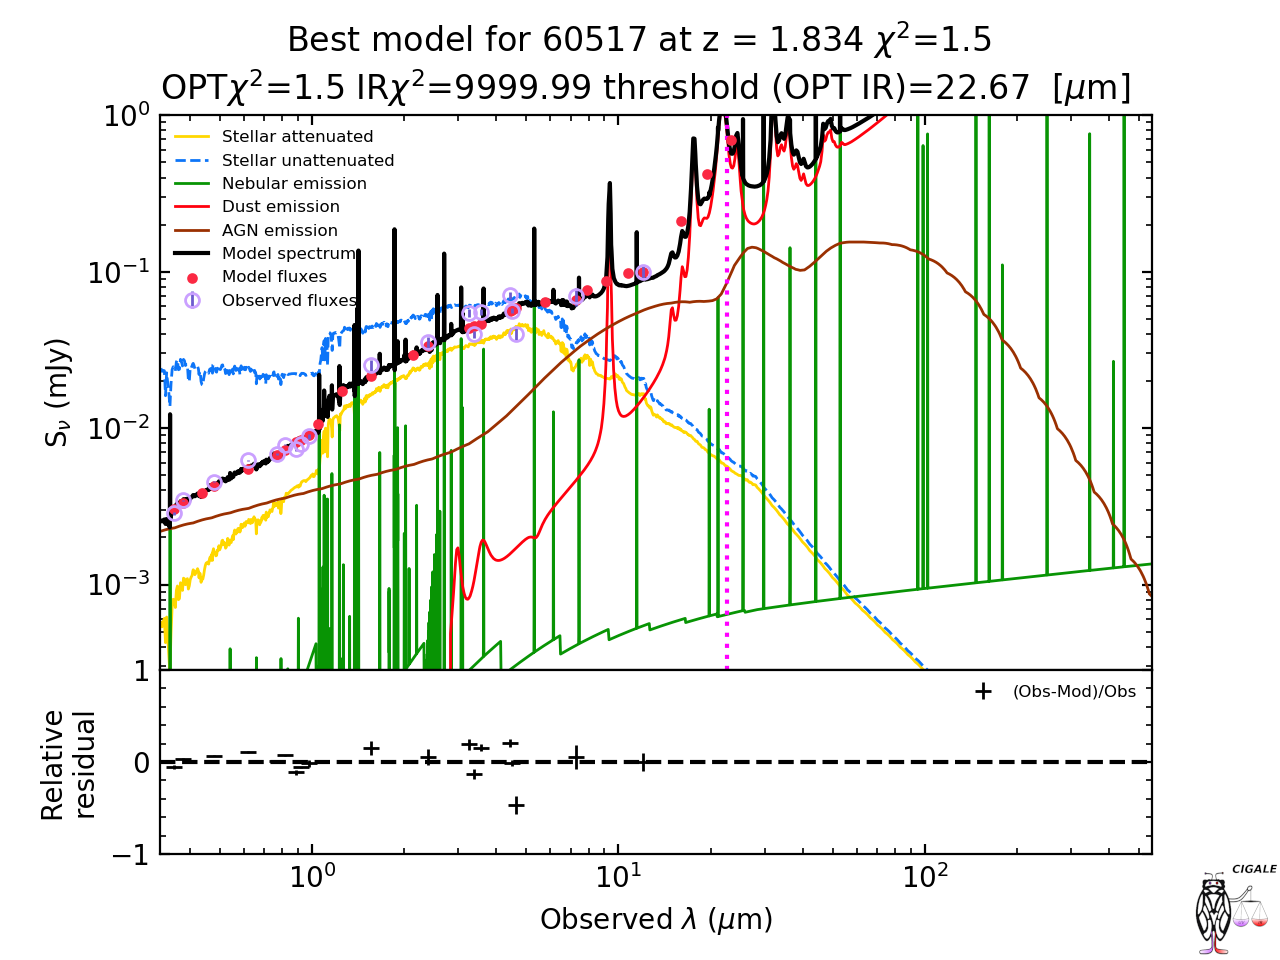 Best model for 60517 at z = 1.834 χ²=1.5
OPTχ²=1.5 IRχ²=9999.99 threshold (OPT IR)=22.67 [μm]
10⁰
10⁻¹
10⁻²
10⁻³
Sν (mJy)
Stellar attenuated
Stellar unattenuated
Nebular emission
Dust emission
AGN emission
Model spectrum
Model fluxes
Observed fluxes
1
0
−1
Relative
residual
(Obs-Mod)/Obs
10⁰ 10¹ 10²
Observed λ (μm)
CIGALE